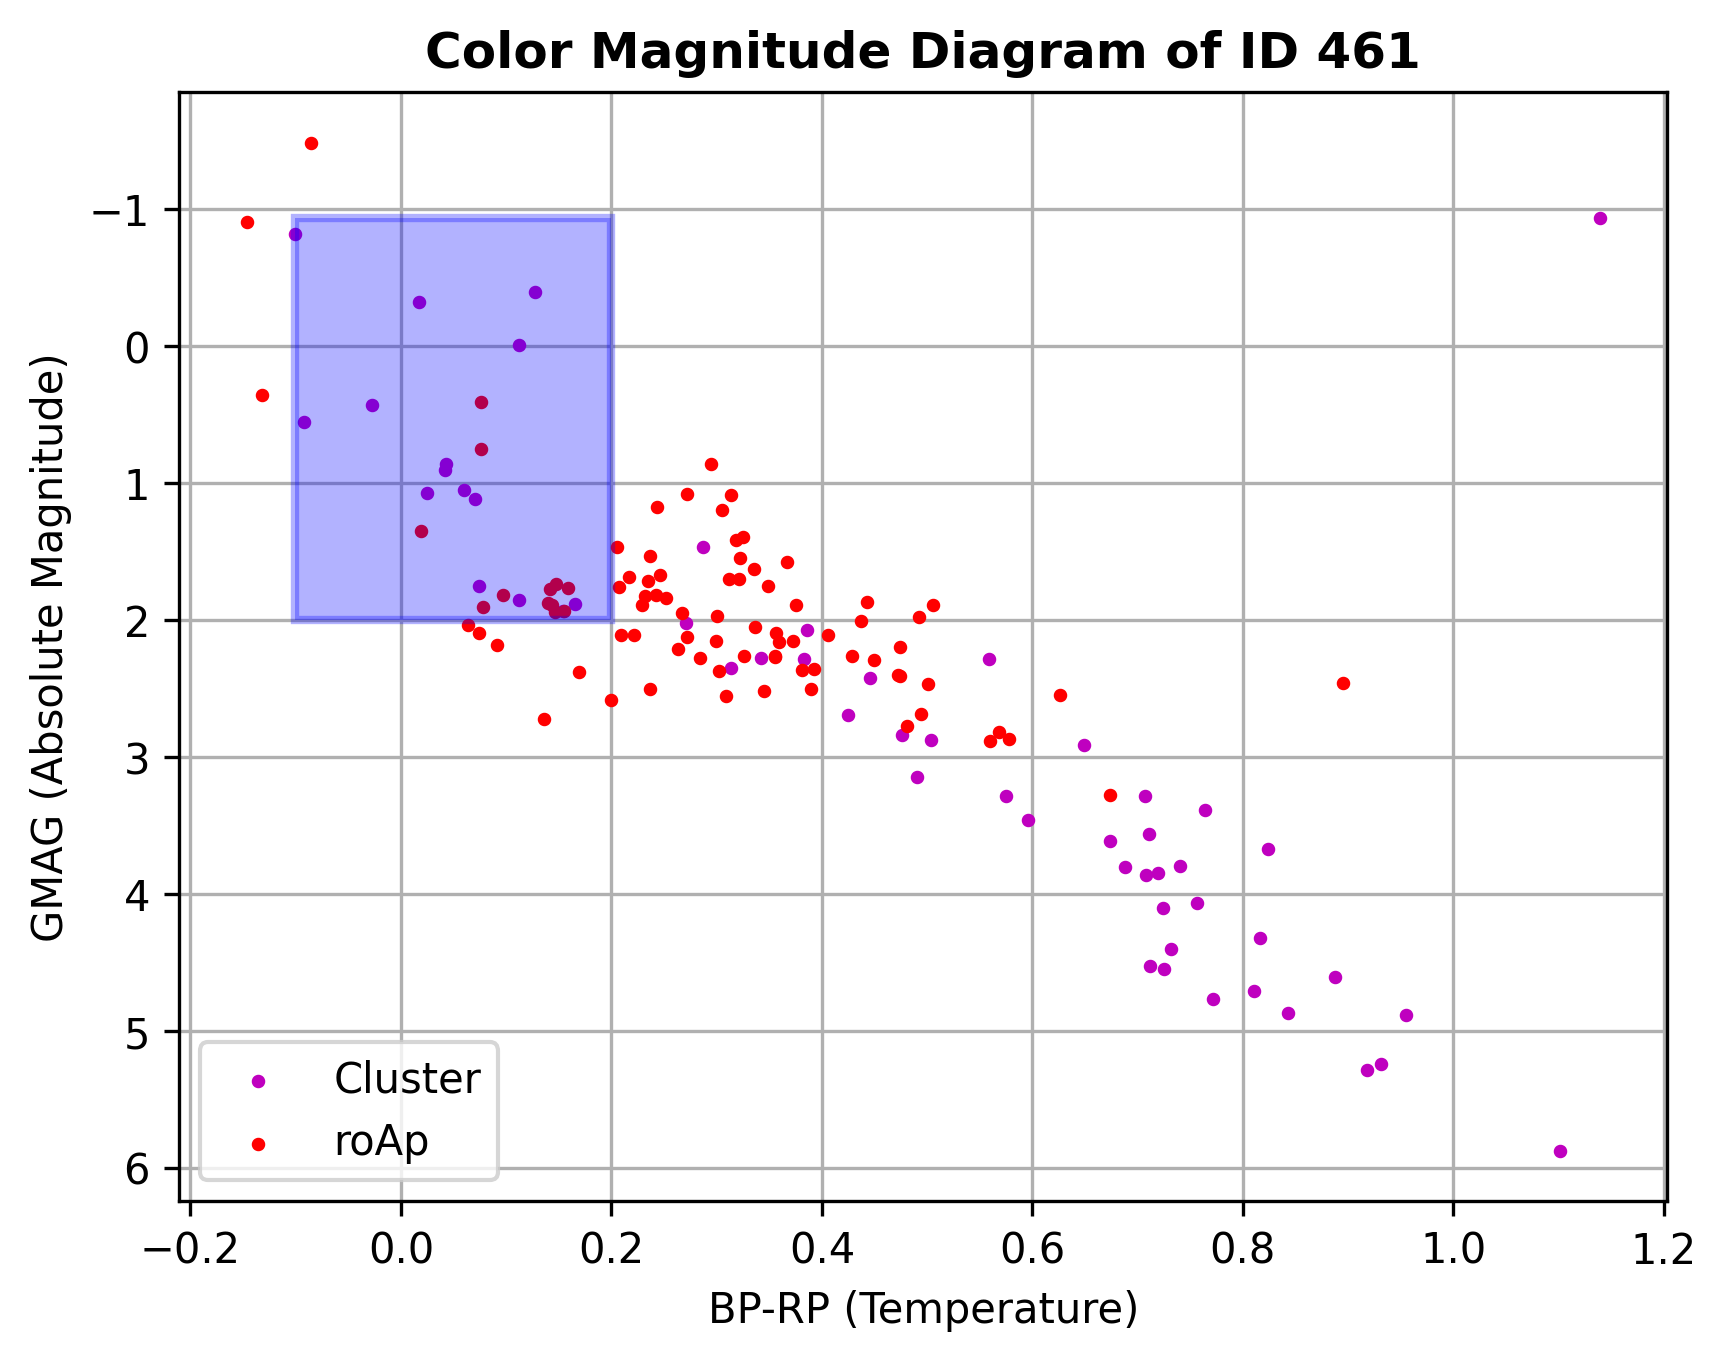 Color Magnitude Diagram of ID 461
GMAG (Absolute Magnitude)
−1
0
1
2
3
4
5
6
Cluster
roAp
−0.2 0.0 0.2 0.4 0.6 0.8 1.0 1.2
BP-RP (Temperature)